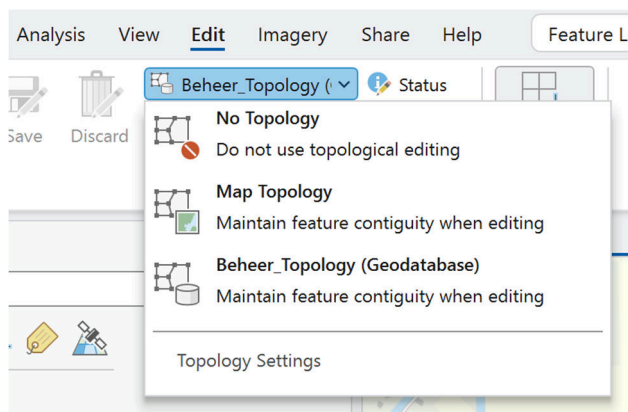 Analysis View Edit Imagery Share Help Feature
Beheer_Topology ( Status
Discard
No Topology
Do not use topological editing
Map Topology
Maintain feature contiguity when editing
Beheer_Topology (Geodatabase)
Maintain feature contiguity when editing
Topology Settings